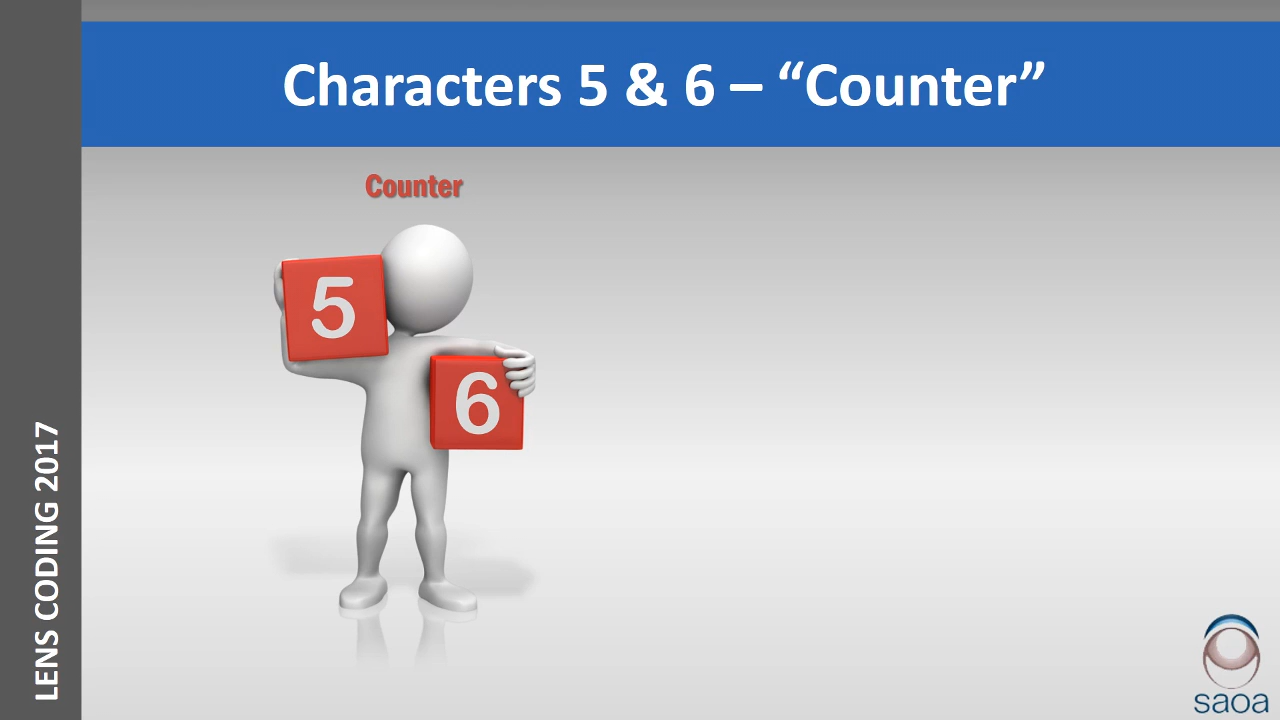 Characters 5 & 6 – “Counter”
Counter
5
6
LENS CODING 2017
saoa